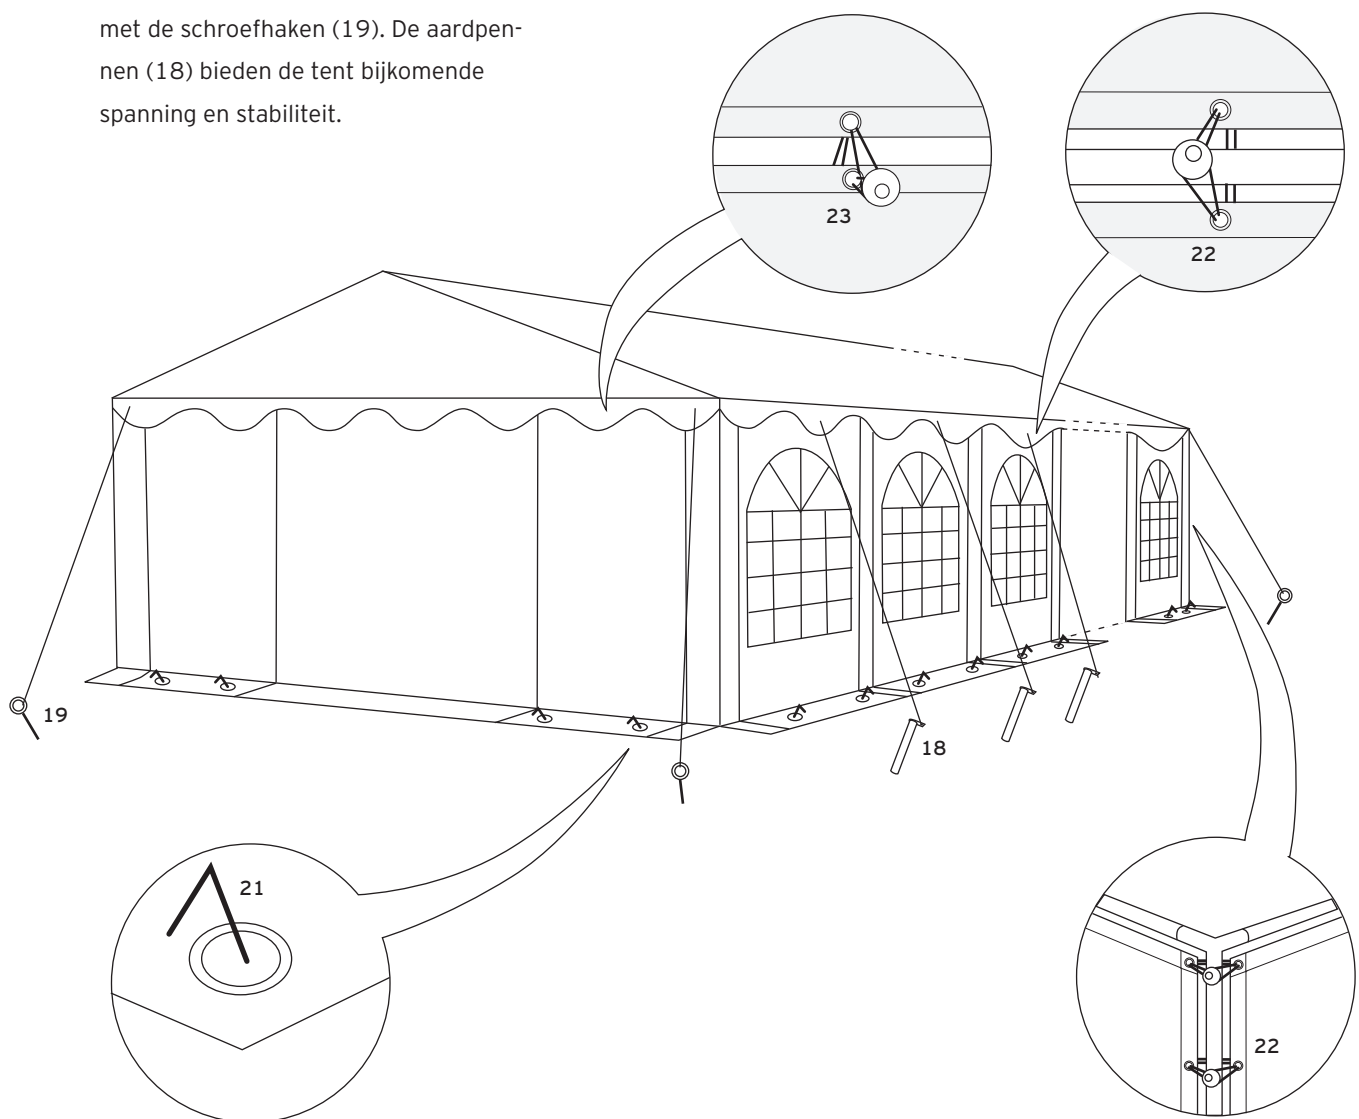 met de schroefhaken (19). De aardpen-
nen (18) bieden de tent bijkomende
spanning en stabiliteit.
23
22
19
18
21
22